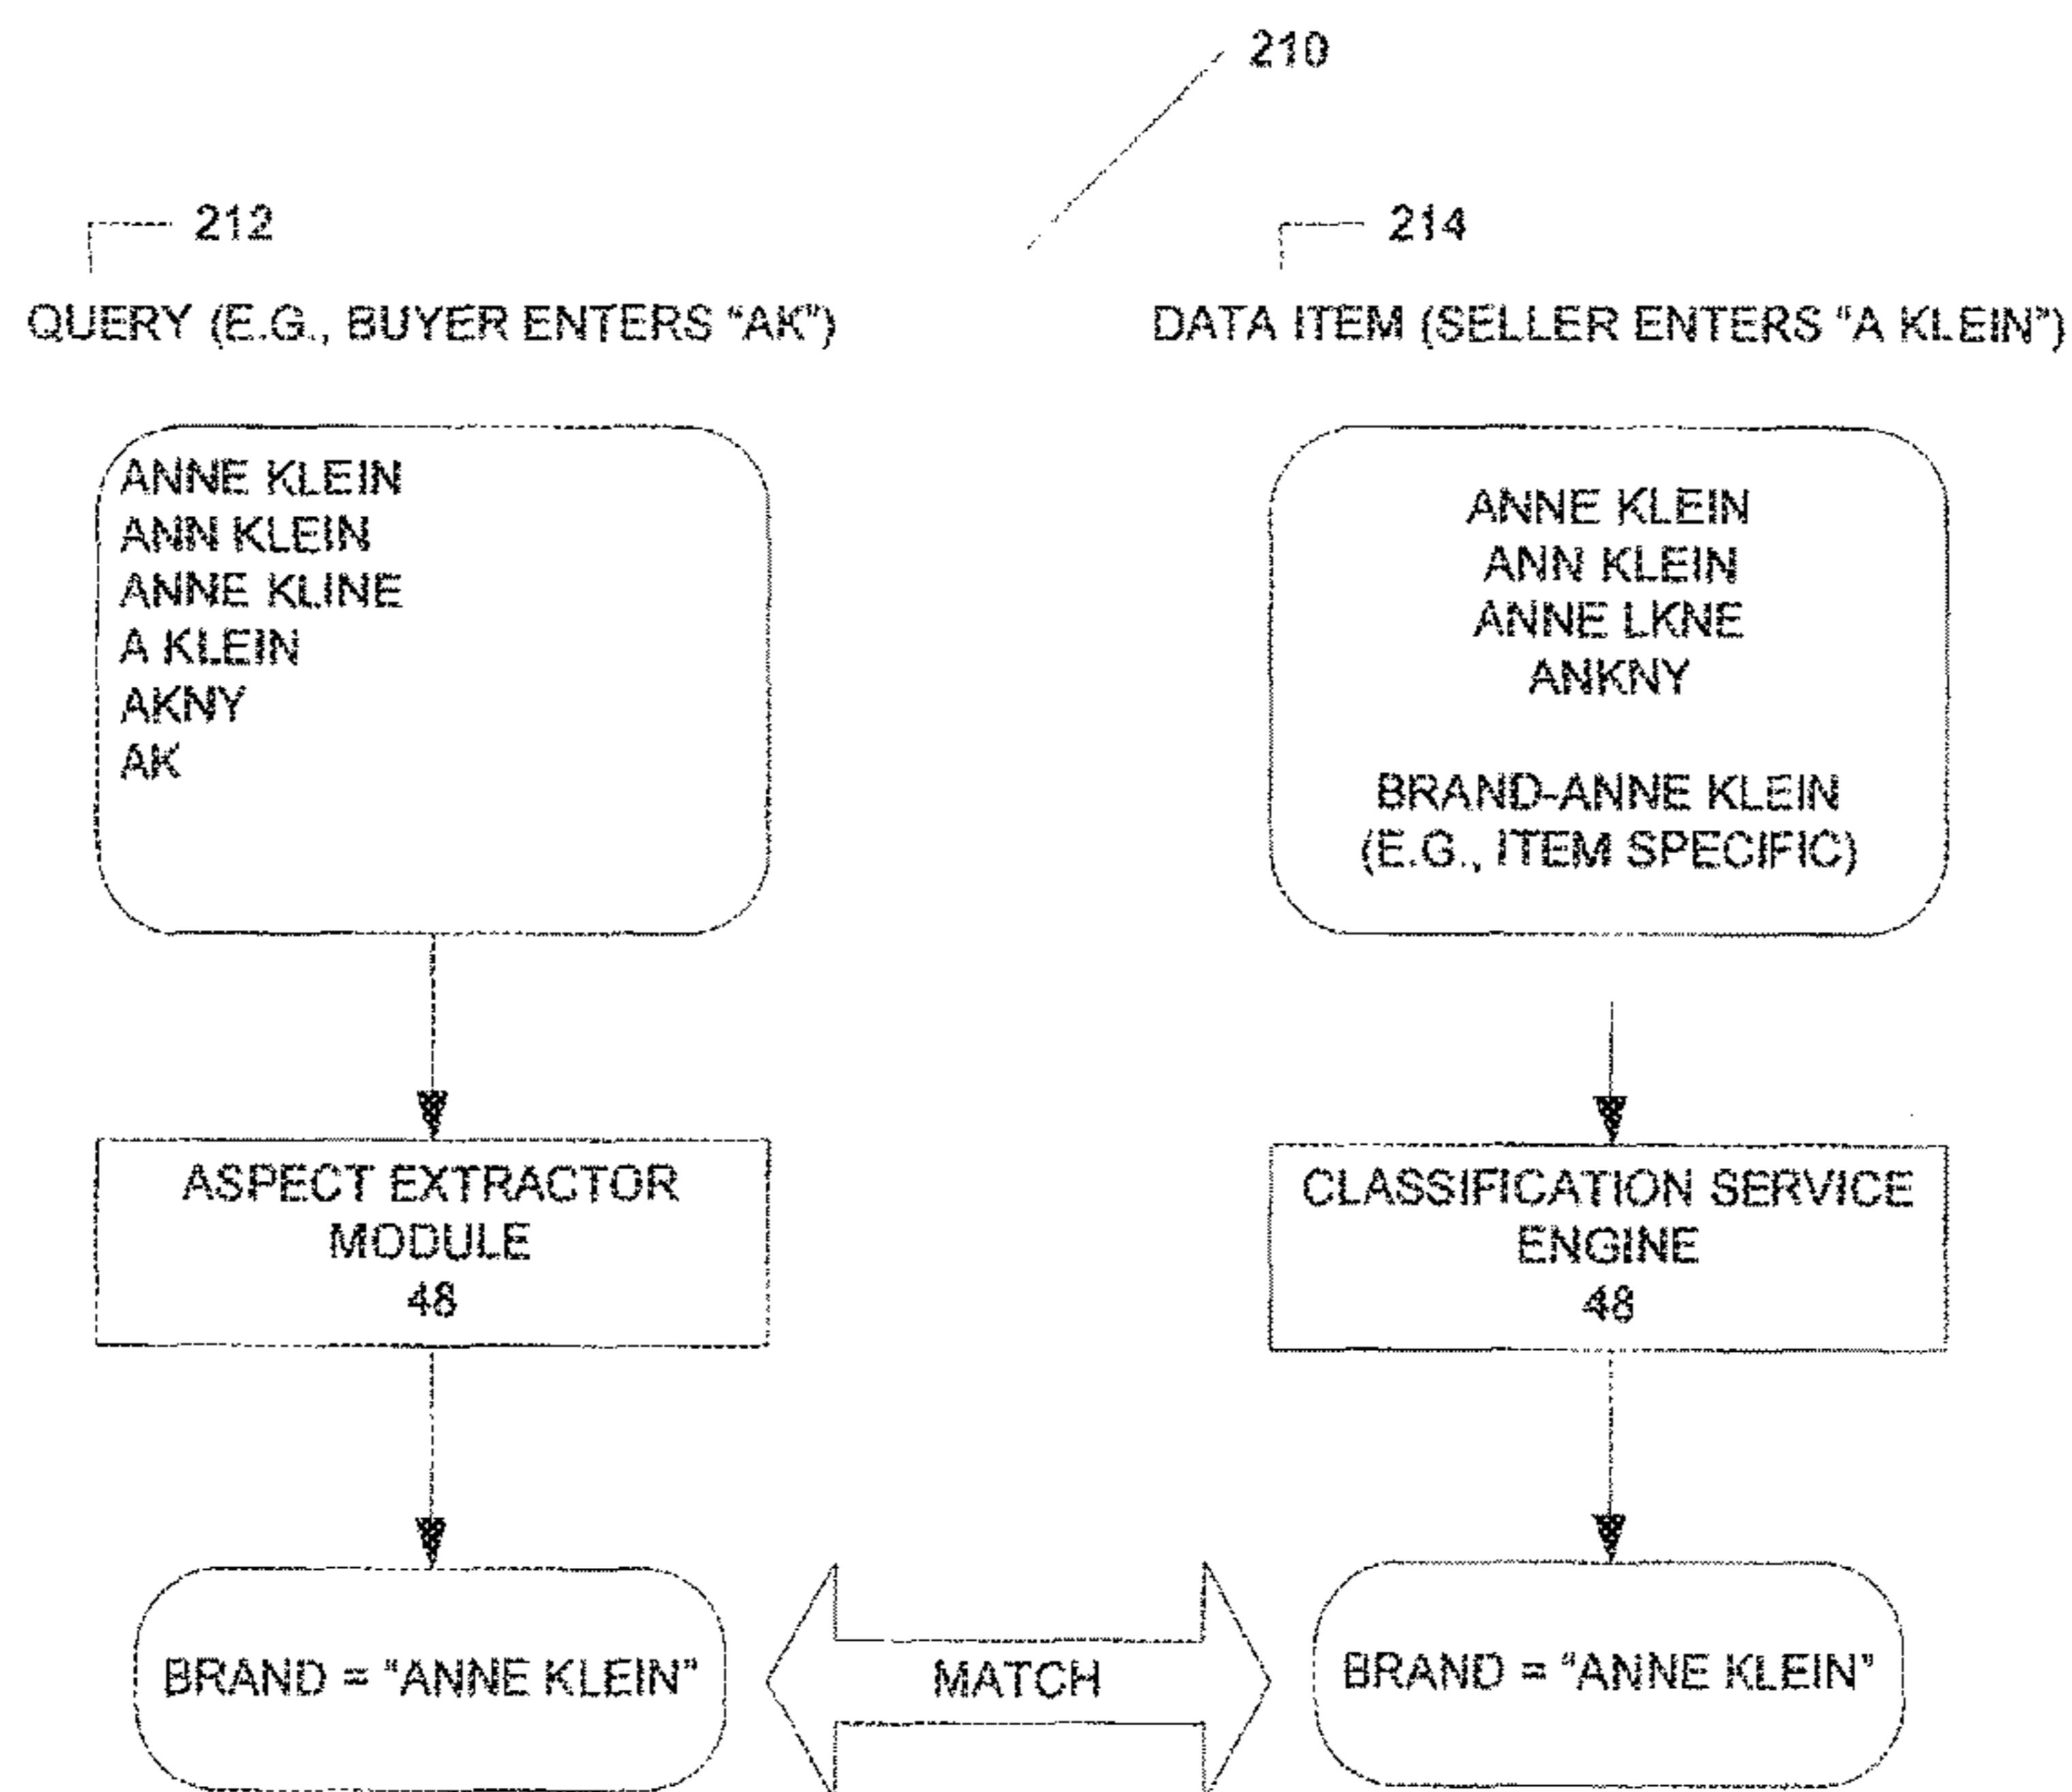 210
212
214
QUERY (E.G., BUYER ENTERS "AK")
DATA ITEM (SELLER ENTERS "A KLEIN")
ANNE KLEIN
ANN KLEIN
ANNE KLINE
A KLEIN
AKNY
AK
ANNE KLEIN
ANN KLEIN
ANNE LKNE
ANKNY
BRAND-ANNE KLEIN
(E.G., ITEM SPECIFIC)
ASPECT EXTRACTOR
MODULE
48
CLASSIFICATION SERVICE
ENGINE
48
BRAND = "ANNE KLEIN"
MATCH
BRAND = "ANNE KLEIN"